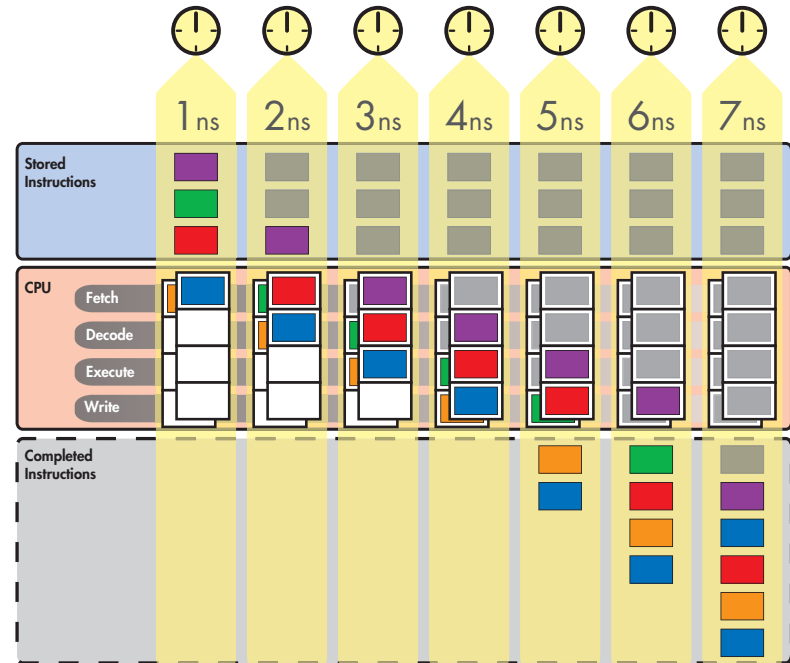 1ns 2ns 3ns 4ns 5ns 6ns 7ns
Stored
Instructions
CPU
Fetch
Decode
Execute
Write
Completed
Instructions